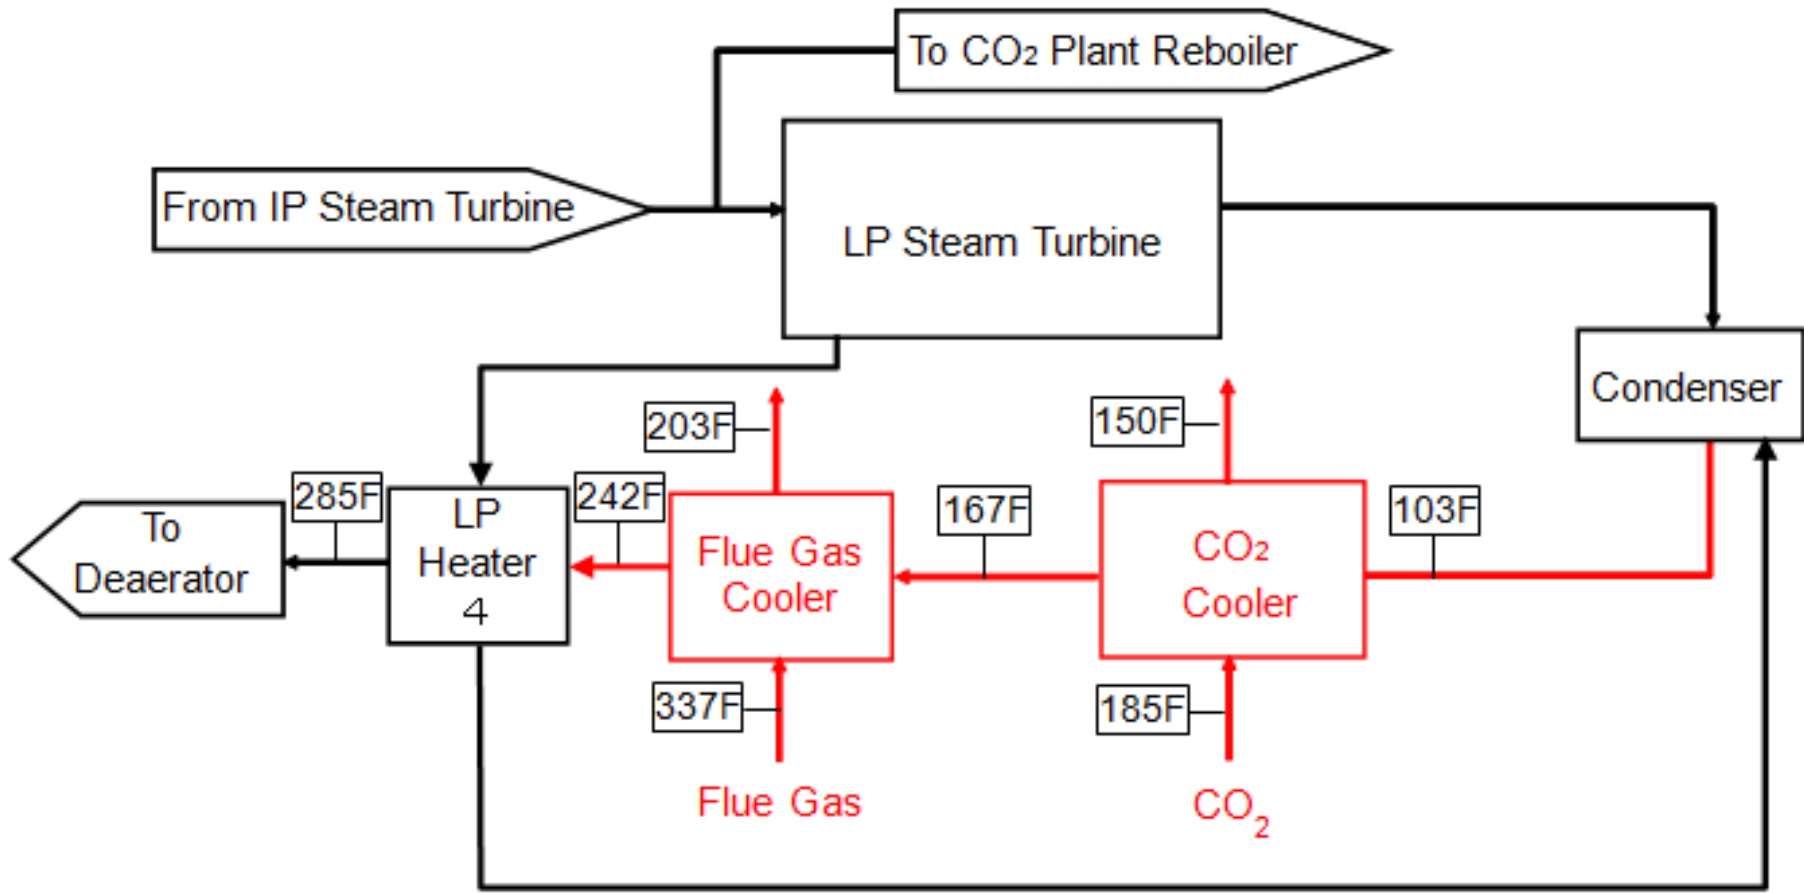 To CO₂ Plant Reboiler
From IP Steam Turbine
LP Steam Turbine
Condenser
203F
150F
285F
242F
167F
103F
To
Deaerator
LP
Heater
4
Flue Gas
Cooler
CO₂
Cooler
337F
185F
Flue Gas
CO₂